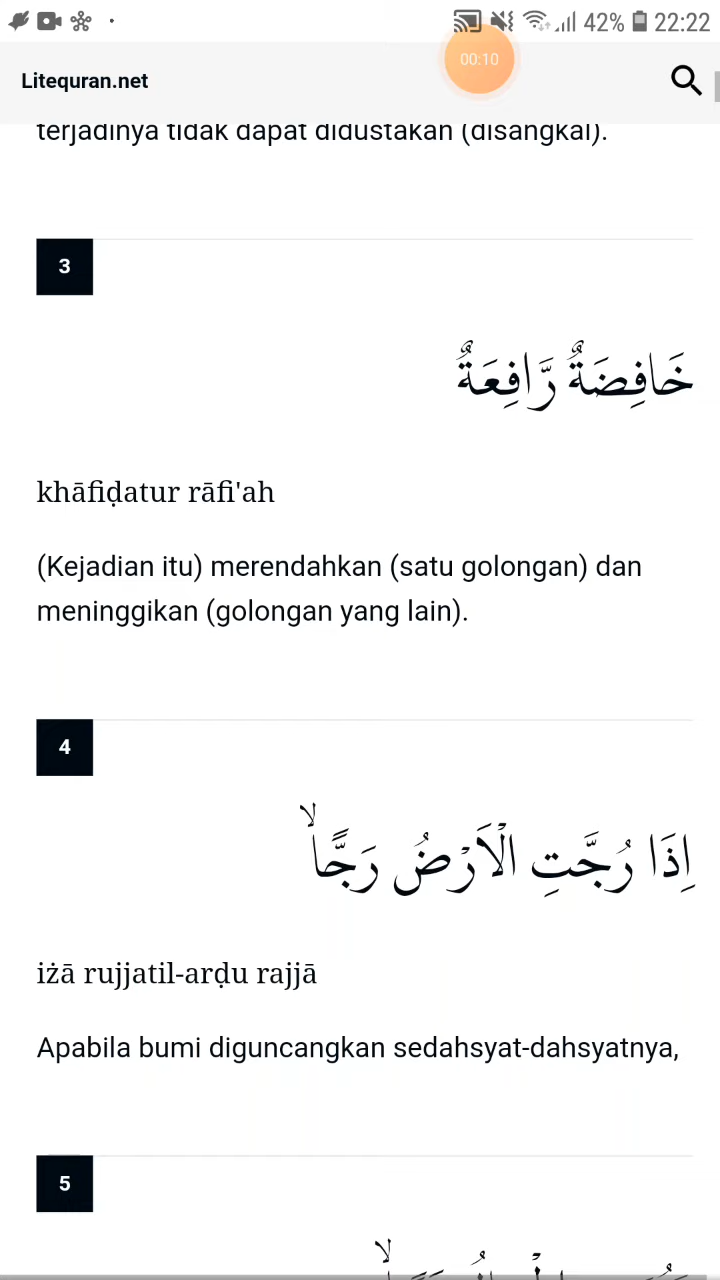 42% 22:22
00:10
Litequran.net
terjadinya tidak dapat didustakan (disangkal).
3
خَافِضَةٌ رَّافِعَةٌ
khāfiḍatur rāfi'ah
(Kejadian itu) merendahkan (satu golongan) dan
meninggikan (golongan yang lain).
4
اِذَا رُجَّتِ الْاَرْضُ رَجًّاۙ
iżā rujjatil-arḍu rajjā
Apabila bumi diguncangkan sedahsyat-dahsyatnya,
5